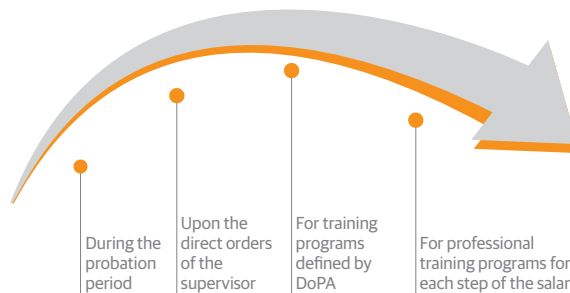 During the
probation
period
Upon the
direct orders
of the
supervisor
For training
programs
defined by
DoPA
For professional
training programs for
each step of the salar